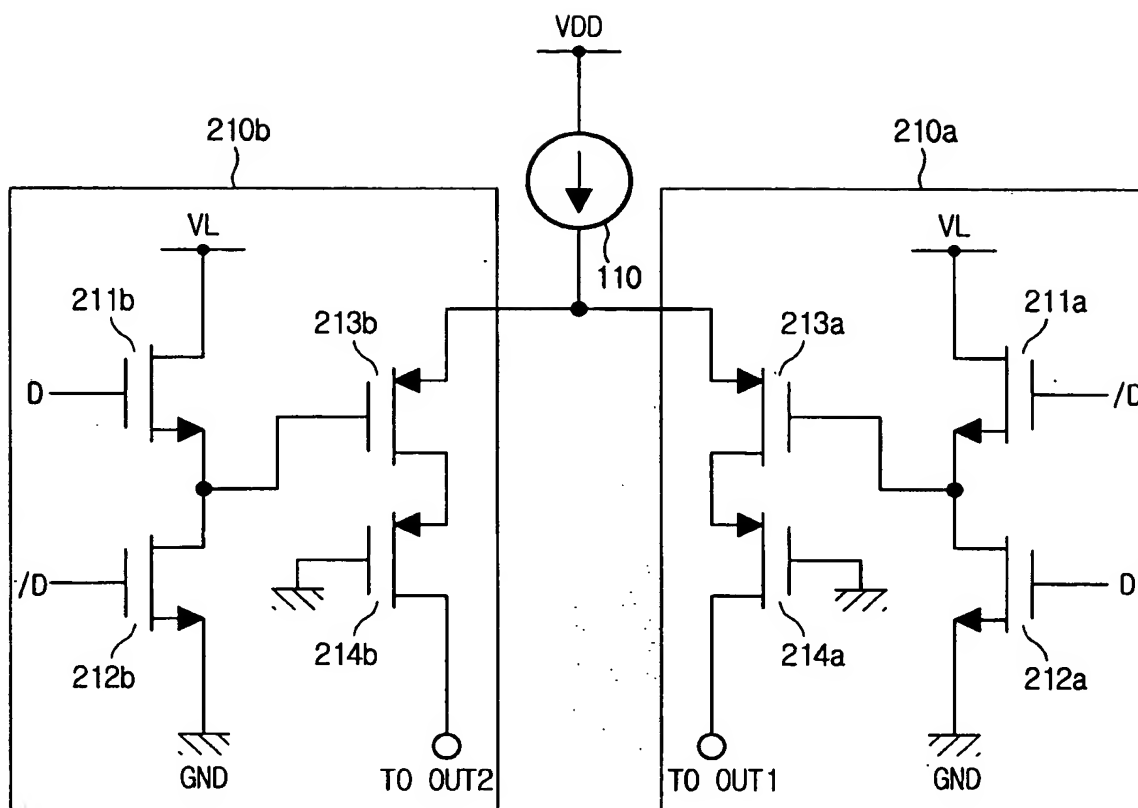 VDD
210b
210a
VL
VL
110
211b
213b
213a
211a
D
/D
/D
D
212b
214b
214a
212a
GND
TO OUT2
TO OUT1
GND